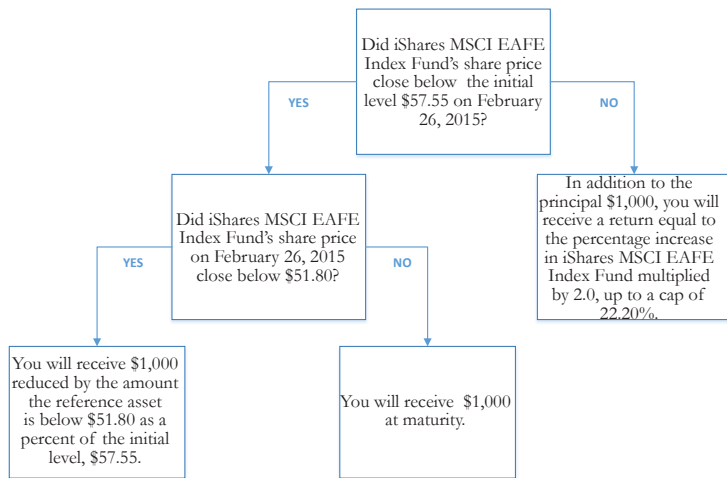 Did iShares MSCI EAFE
Index Fund's share price
close below the initial
level $57.55 on February
26, 2015?
YES
NO
Did iShares MSCI EAFE
Index Fund's share price
on February 26, 2015
close below $51.80?
In addition to the
principal $1,000, you will
receive a return equal to
the percentage increase
in iShares MSCI EAFE
Index Fund multiplied
by 2.0, up to a cap of
22.20%.
YES
NO
You will receive $1,000
reduced by the amount
the reference asset
is below $51.80 as a
percent of the initial
level, $57.55.
You will receive $1,000
at maturity.